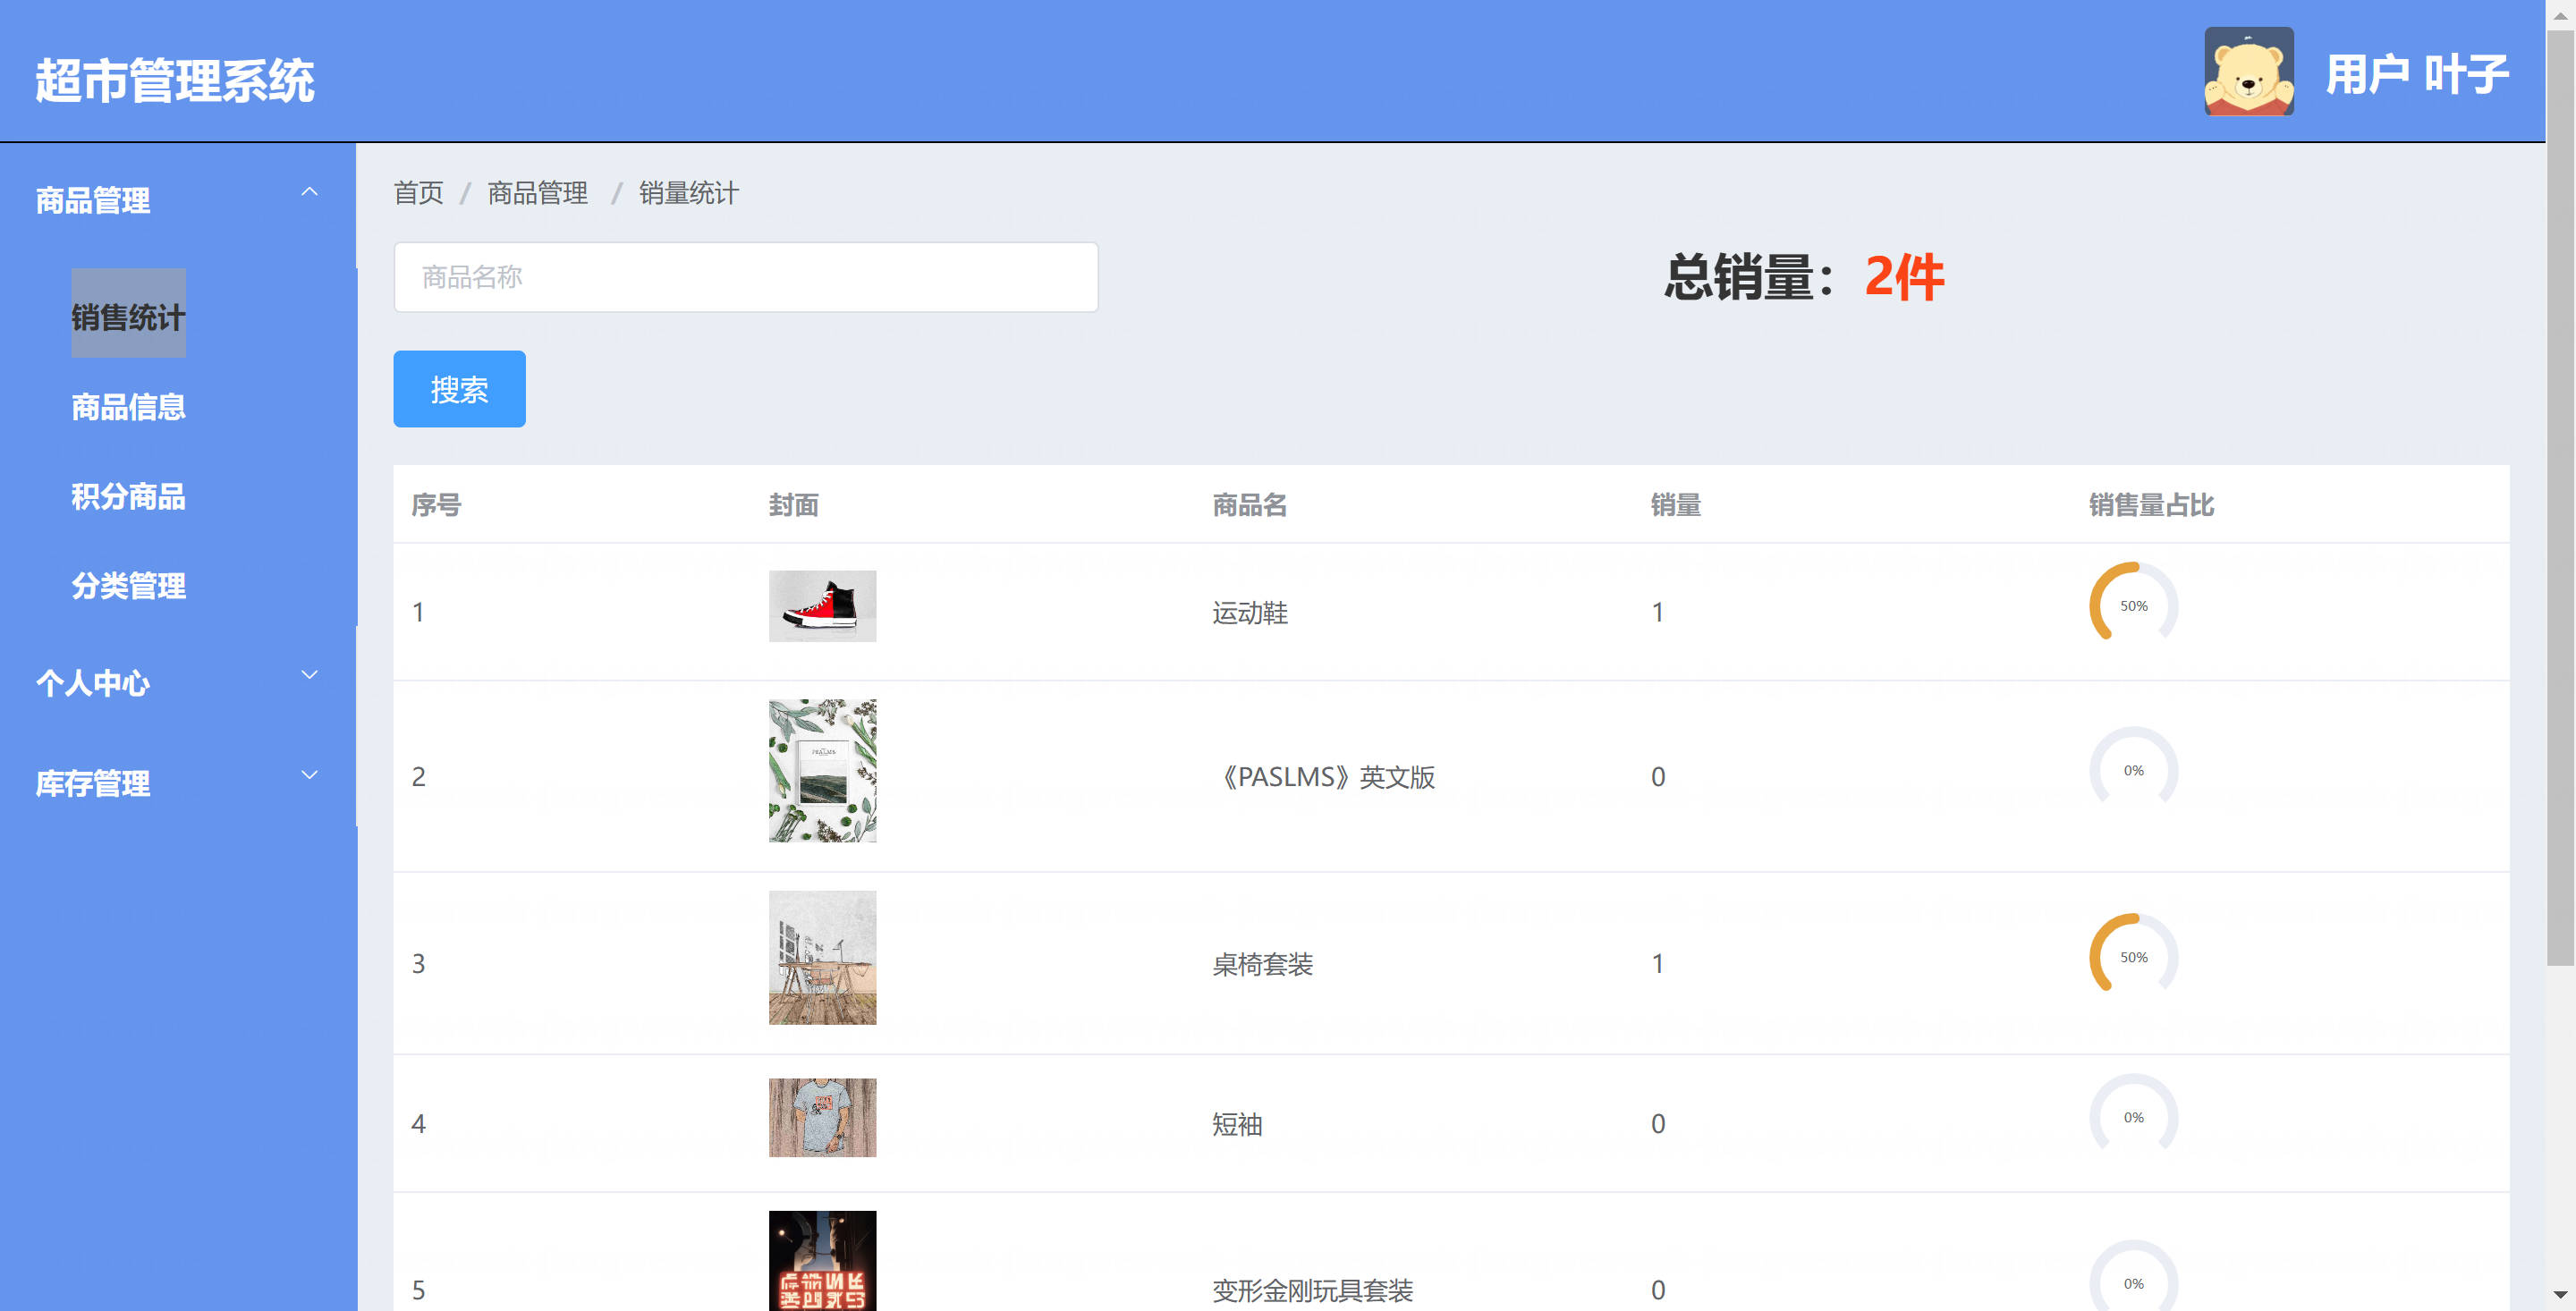 超市管理系统
用户 叶子
商品管理
销售统计
商品信息
积分商品
分类管理
个人中心
库存管理
首页 / 商品管理 / 销量统计
商品名称
总销量：2件
搜索
序号 封面 商品名 销量 销售量占比
1 运动鞋 1 50%
2 《PASLMS》英文版 0 0%
3 桌椅套装 1 50%
4 短袖 0 0%
5 变形金刚玩具套装 0 0%